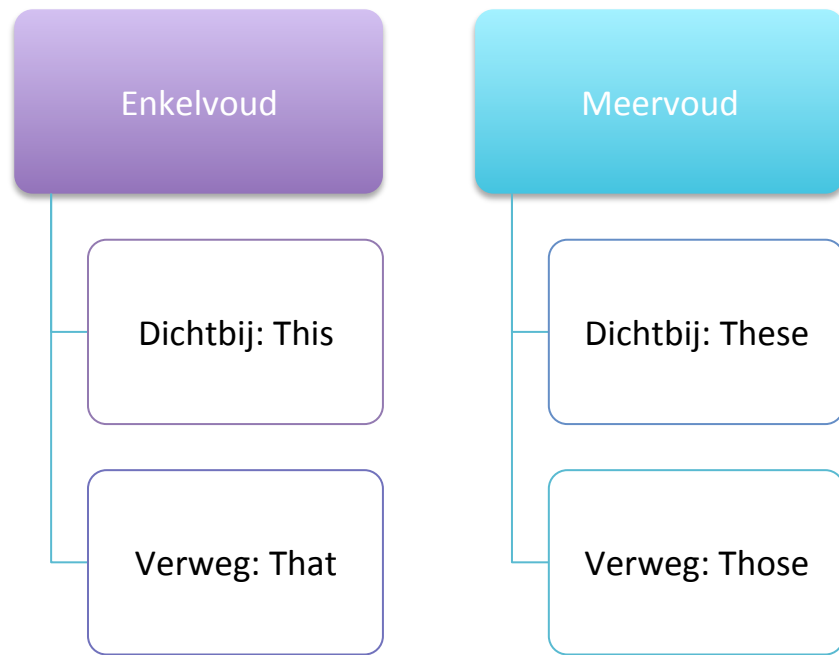 Enkelvoud
Dichtbij: This
Verweg: That
Meervoud
Dichtbij: These
Verweg: Those